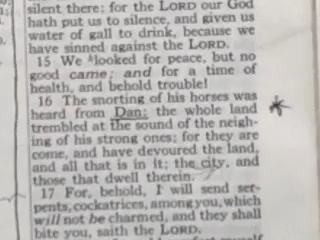 silent there: for the LORD our God
hath put us to silence, and given us
water of gall to drink, because we
have sinned against the LORD.
15 We looked for peace, but no
good came; and for a time of
health, and behold trouble!
16 The snorting of his horses was
heard from Dan: the whole land
trembled at the sound of the neigh-
ing of his strong ones; for they are
come, and have devoured the land,
and all that is in it; the city, and
those that dwell therein.
17 For, behold, I will send ser-
pents, cockatrices, among you, which
will not be charmed, and they shall
bite you, saith the LORD.